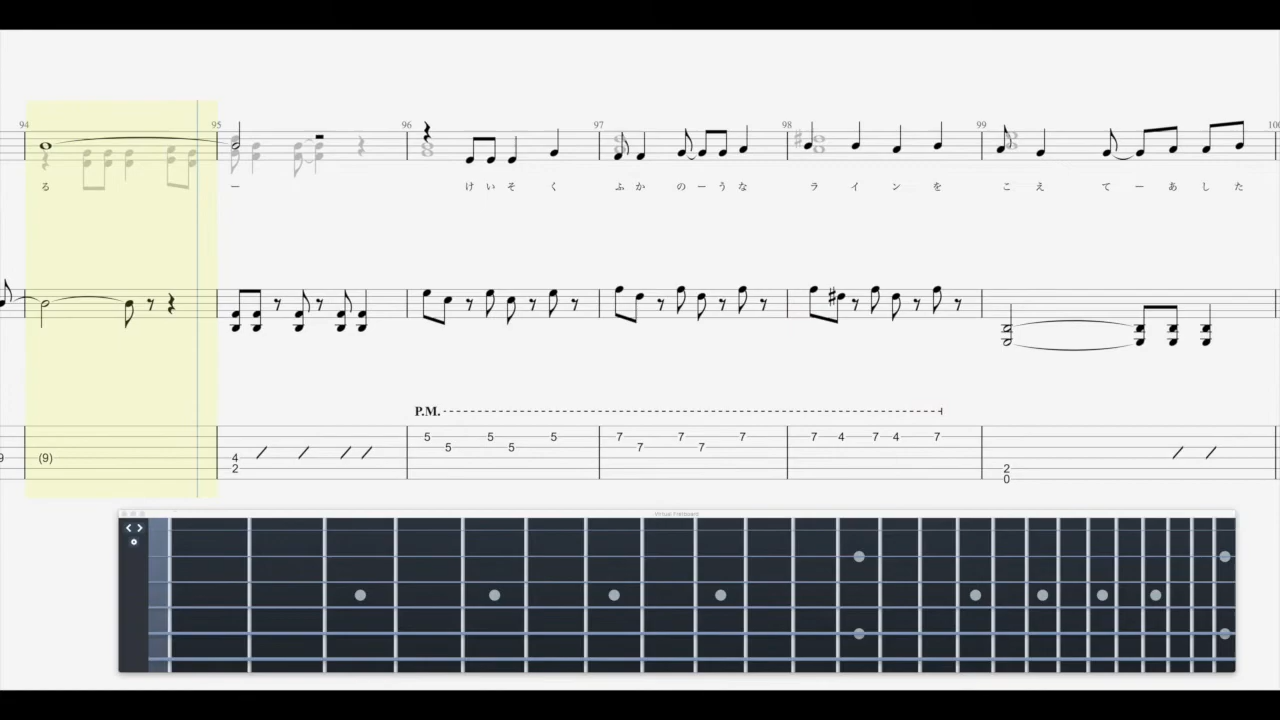 94 95 96 97 98 99 100
る ー け い そ く ふ か の ー う な ラ イ ン を こ え て ー あ し た
P.M.
5 5 5 7 7 7 7 4 7 4 7
5 5 7 7
9 (9) 4
2 2
0
Virtual Fretboard